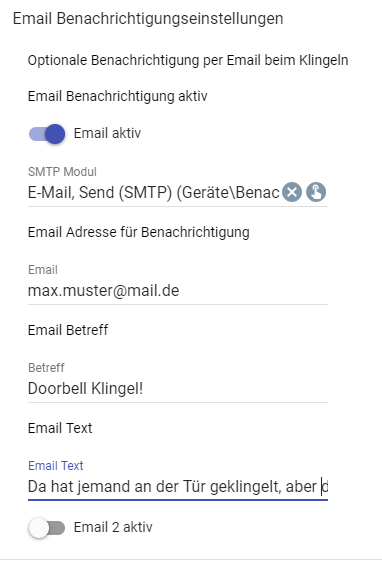 Email Benachrichtigungseinstellungen
Optionale Benachrichtigung per Email beim Klingeln
Email Benachrichtigung aktiv
Email aktiv
SMTP Modul
E-Mail, Send (SMTP) (Geräte\Benac
Email Adresse für Benachrichtigung
Email
max.muster@mail.de
Email Betreff
Betreff
Doorbell Klingel!
Email Text
Email Text
Da hat jemand an der Tür geklingelt, aber d
Email 2 aktiv